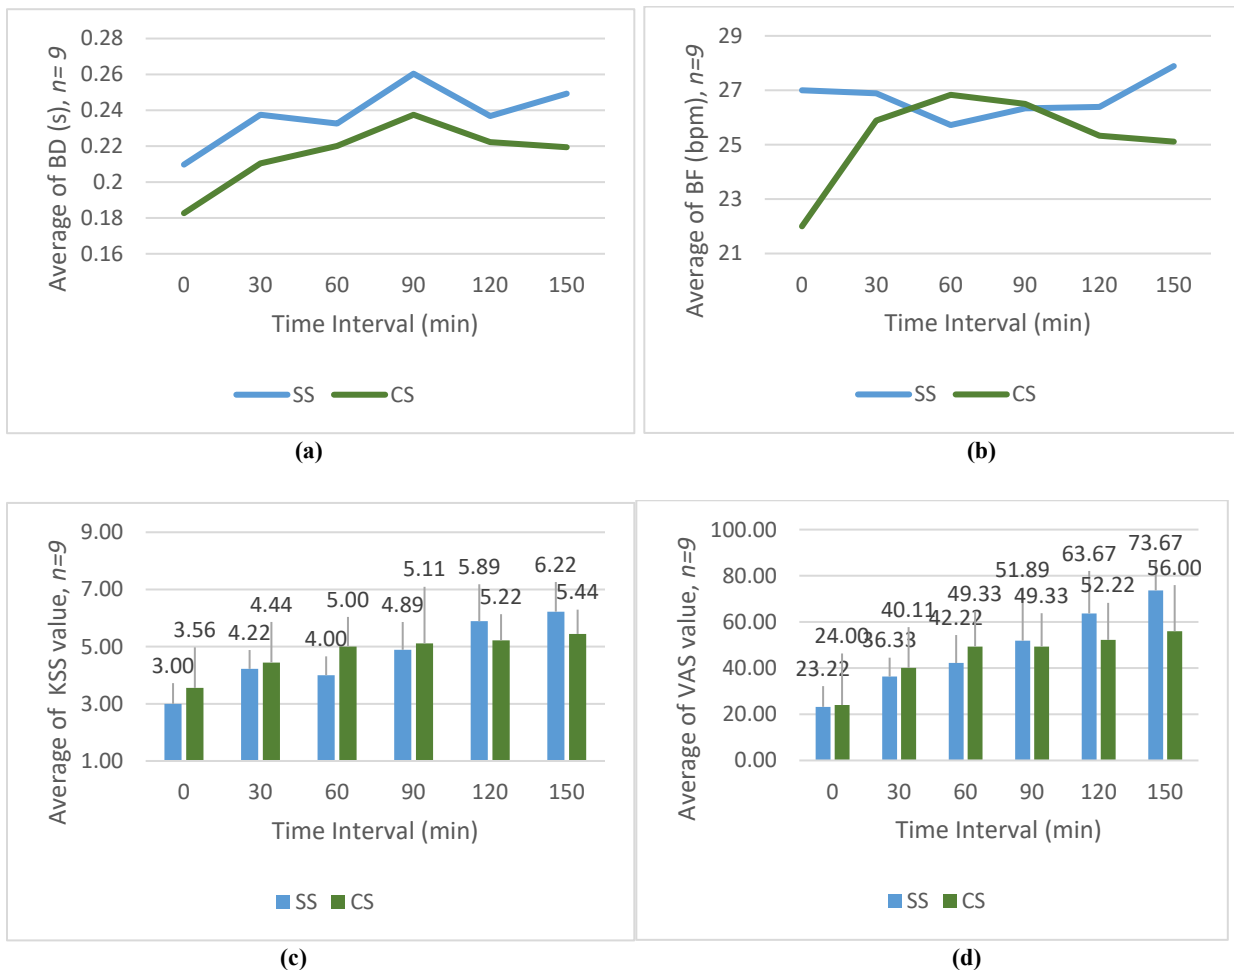 Average of BD (s), n= 9
0.28
0.26
0.24
0.22
0.2
0.18
0.16
0 30 60 90 120 150
Time Interval (min)
SS CS
(a)
Average of BF (bpm), n=9
29
27
25
23
21
0 30 60 90 120 150
Time Interval (min)
SS CS
(b)
Average of KSS value, n=9
9.00
7.00
5.00
3.00
1.00
3.00 4.22 4.00 4.89 5.89 6.22
3.56 4.44 5.00 5.11 5.22 5.44
0 30 60 90 120 150
Time Interval (min)
SS CS
(c)
Average of VAS value, n=9
100.00
80.00
60.00
40.00
20.00
0.00
23.22 36.33 42.22 51.89 63.67 73.67
24.00 40.11 49.33 49.33 52.22 56.00
0 30 60 90 120 150
Time Interval (min)
SS CS
(d)